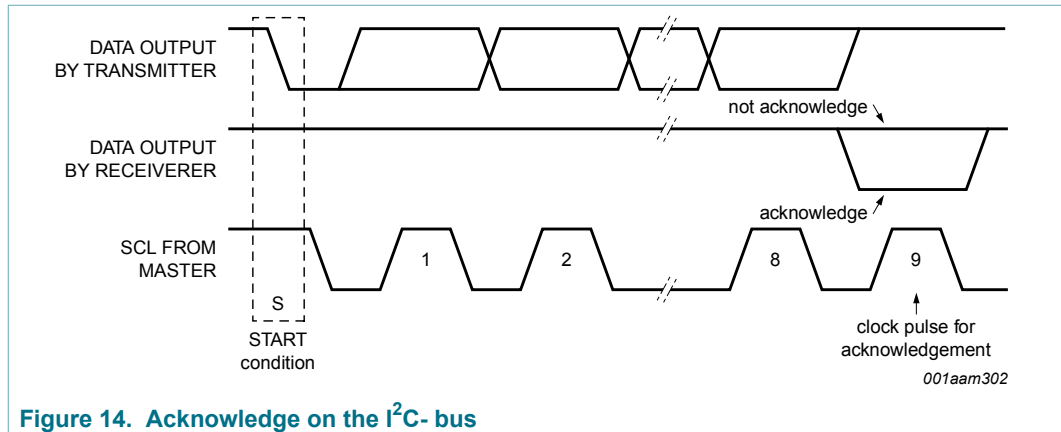 DATA OUTPUT
BY TRANSMITTER
not acknowledge
DATA OUTPUT
BY RECEIVERER
acknowledge
SCL FROM
MASTER
1
2
8
9
S
START
condition
clock pulse for
acknowledgement
001aam302
Figure 14. Acknowledge on the I²C- bus